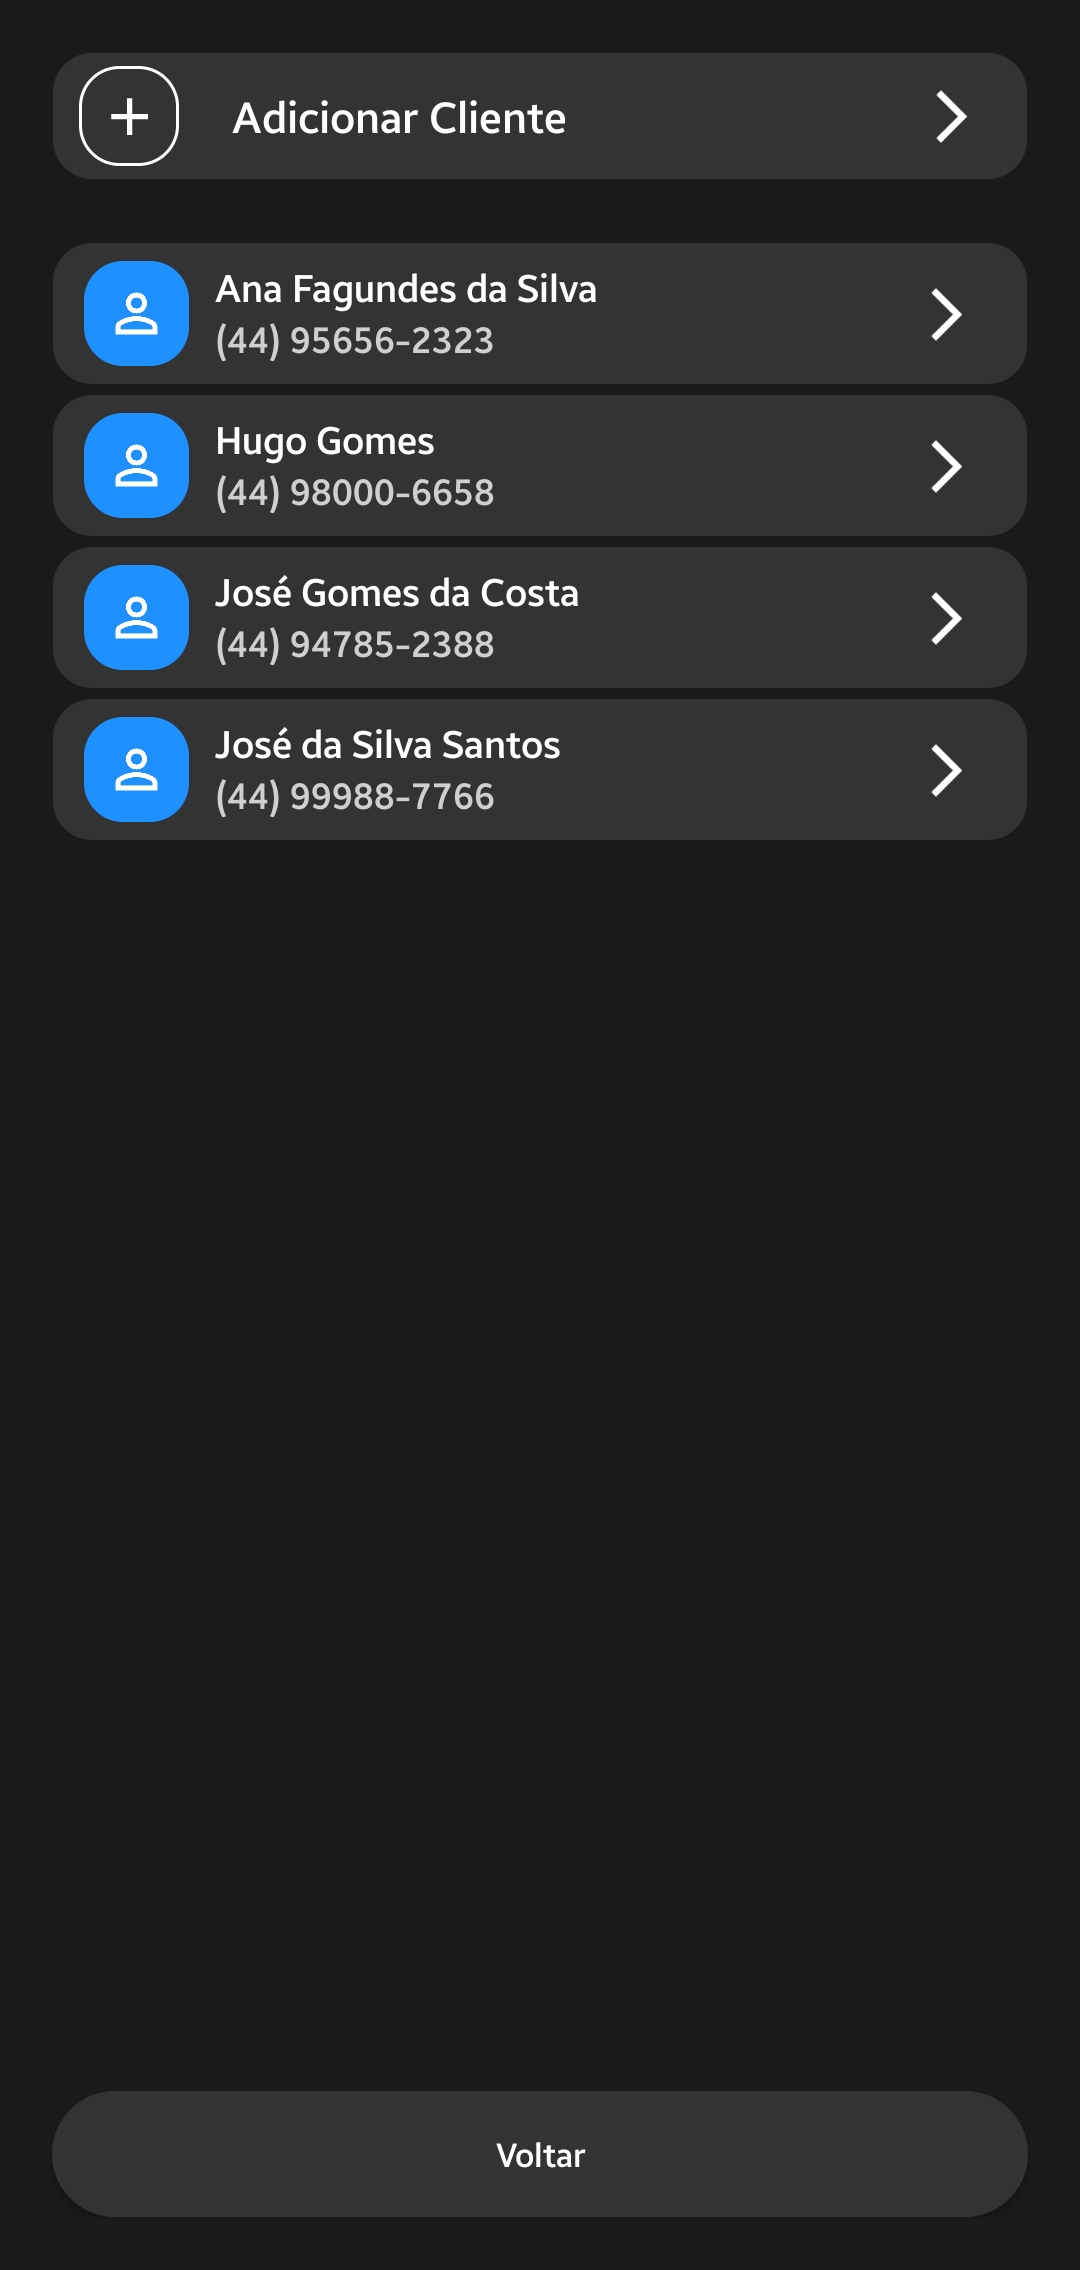 Adicionar Cliente
Ana Fagundes da Silva
(44) 95656-2323
Hugo Gomes
(44) 98000-6658
José Gomes da Costa
(44) 94785-2388
José da Silva Santos
(44) 99988-7766
Voltar